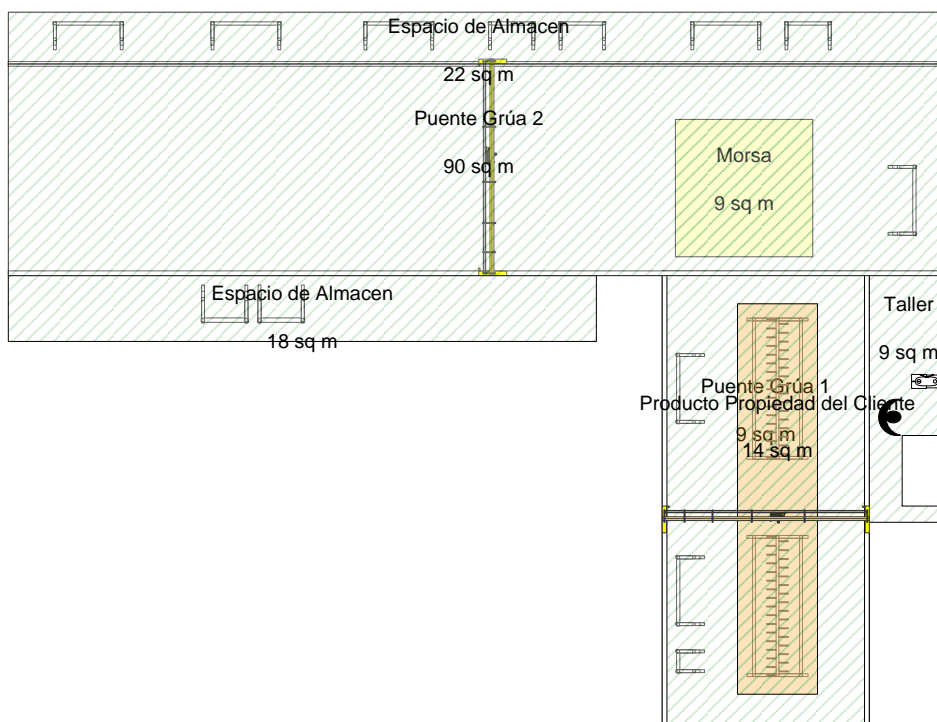 Espacio de Almacen
22 sq m
Puente Grúa 2
90 sq m
Morsa
9 sq m
Espacio de Almacen
18 sq m
Taller
9 sq m
Puente Grúa 1
Producto Propiedad del Cliente
9 sq m
14 sq m